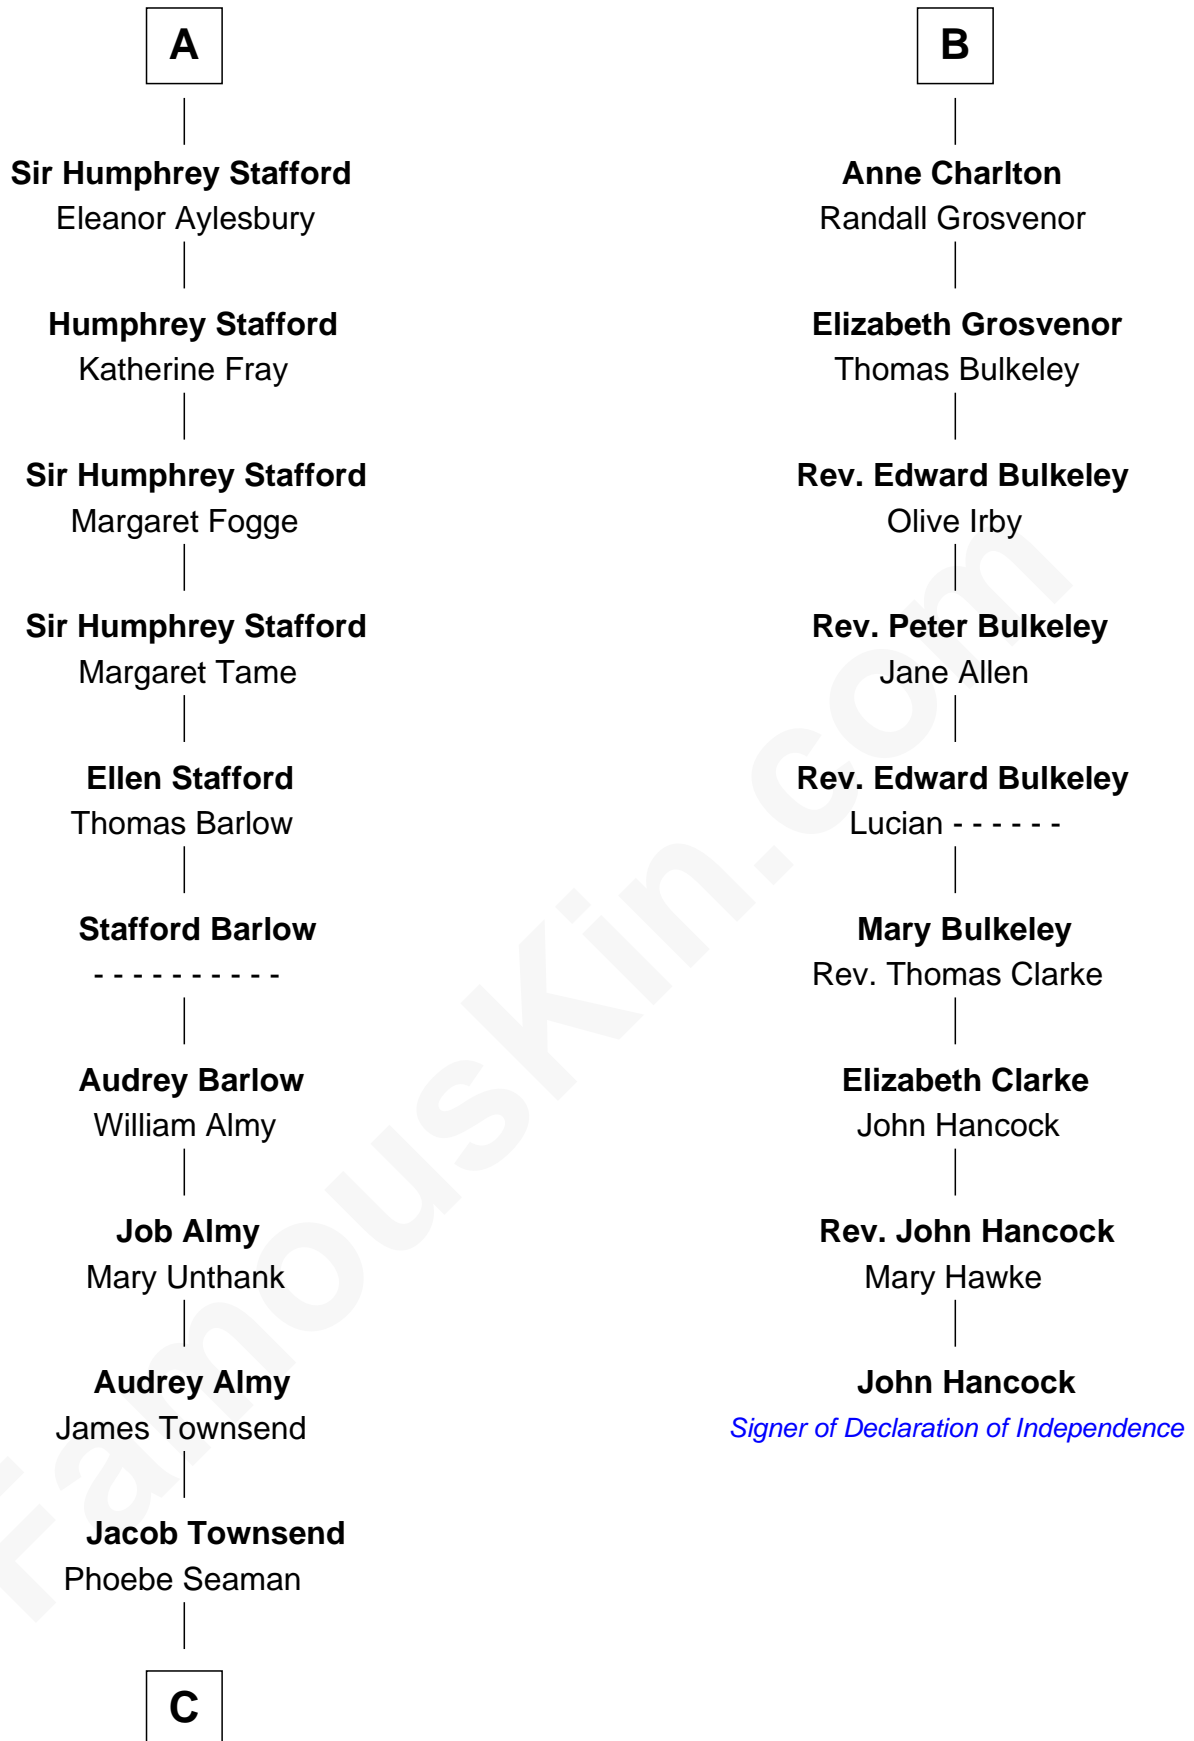 A
Sir Humphrey Stafford
Eleanor Aylesbury
Humphrey Stafford
Katherine Fray
Sir Humphrey Stafford
Margaret Fogge
Sir Humphrey Stafford
Margaret Tame
Ellen Stafford
Thomas Barlow
Stafford Barlow
- - - - - - - - - -
Audrey Barlow
William Almy
Job Almy
Mary Unthank
Audrey Almy
James Townsend
Jacob Townsend
Phoebe Seaman
C
B
Anne Charlton
Randall Grosvenor
Elizabeth Grosvenor
Thomas Bulkeley
Rev. Edward Bulkeley
Olive Irby
Rev. Peter Bulkeley
Jane Allen
Rev. Edward Bulkeley
Lucian - - - - - -
Mary Bulkeley
Rev. Thomas Clarke
Elizabeth Clarke
John Hancock
Rev. John Hancock
Mary Hawke
John Hancock
Signer of Declaration of Independence
FamousKin.com